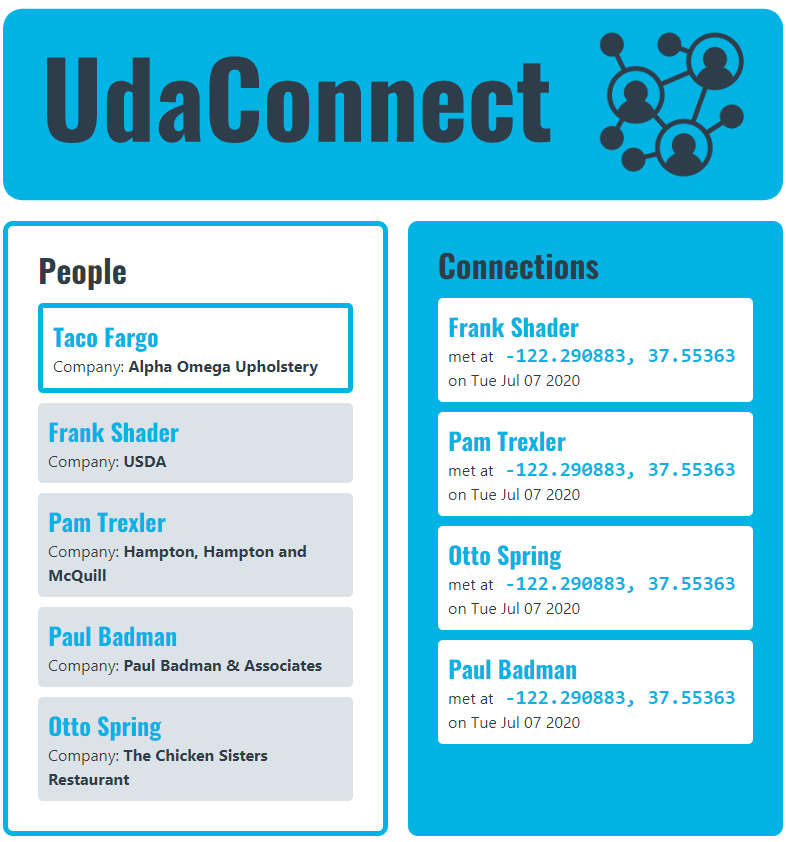 UdaConnect
People
Taco Fargo
Company: Alpha Omega Upholstery
Frank Shader
Company: USDA
Pam Trexler
Company: Hampton, Hampton and
McQuill
Paul Badman
Company: Paul Badman & Associates
Otto Spring
Company: The Chicken Sisters
Restaurant
Connections
Frank Shader
met at -122.290883, 37.55363
on Tue Jul 07 2020
Pam Trexler
met at -122.290883, 37.55363
on Tue Jul 07 2020
Otto Spring
met at -122.290883, 37.55363
on Tue Jul 07 2020
Paul Badman
met at -122.290883, 37.55363
on Tue Jul 07 2020